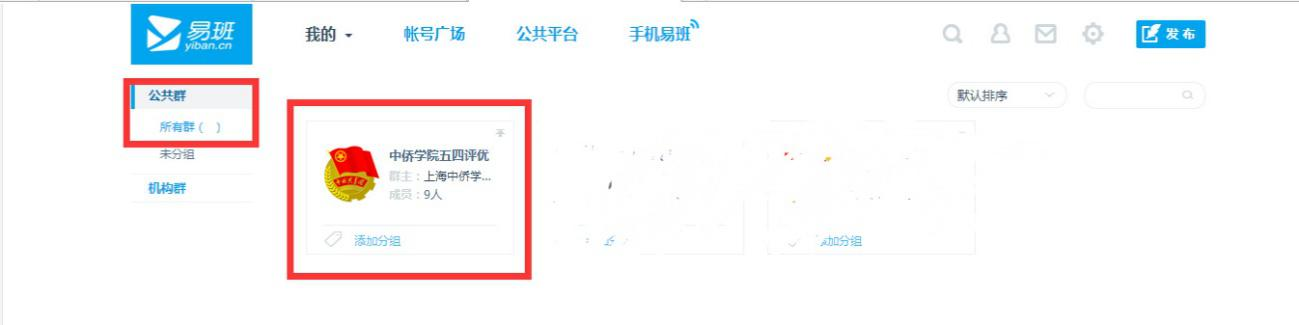 易班
yiban.cn
我的
帐号广场
公共平台
手机易班
发布
公共群
所有群（ ）
未分组
机构群
默认排序
中侨学院五四评优
群主：上海中侨学...
成员：9人
添加分组
加分组